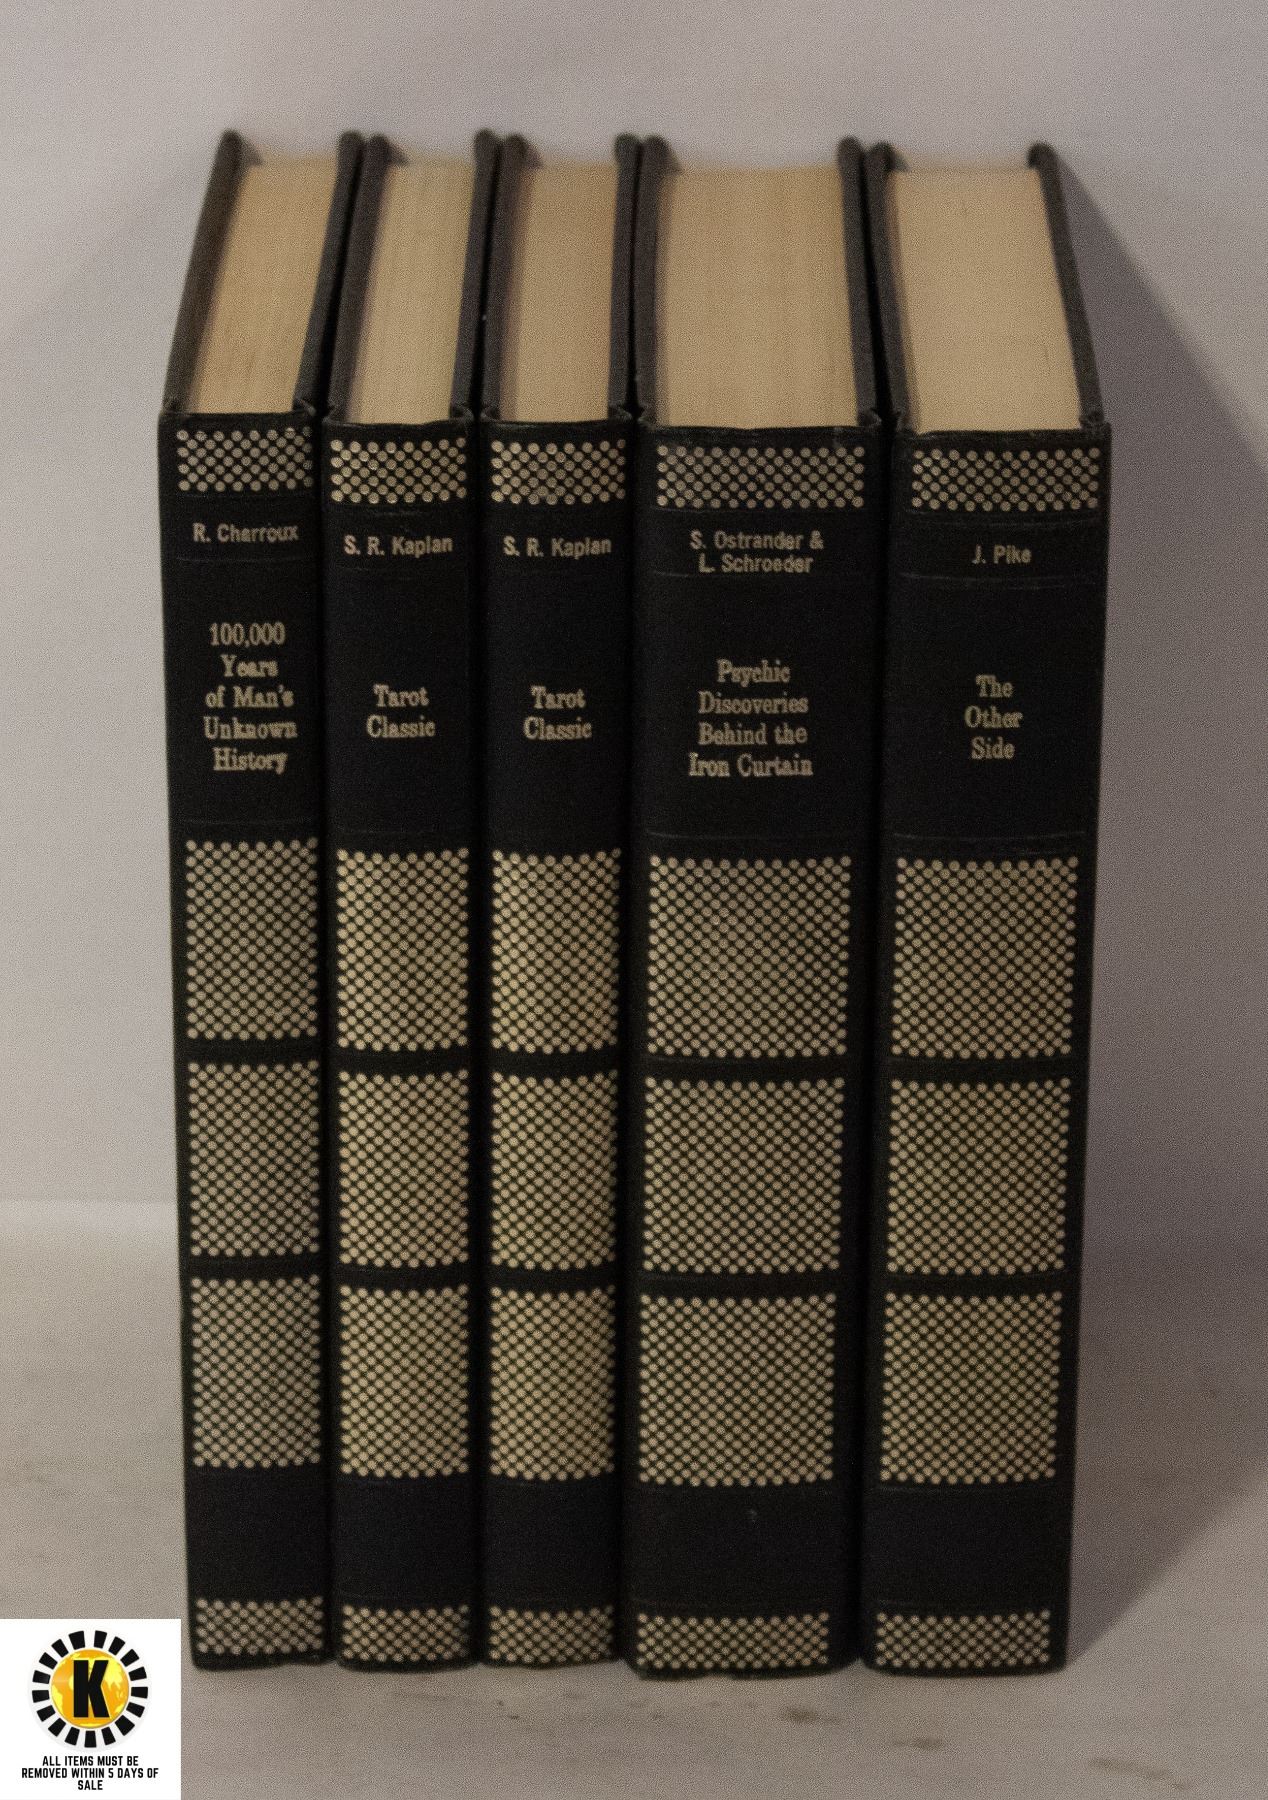 R. Charroux
100,000
Years
of Man's
Unknown
History
S. R. Kaplan
Tarot
Classic
S. R. Kaplan
Tarot
Classic
S. Ostrander &
L. Schroeder
Psychic
Discoveries
Behind the
Iron Curtain
J. Pike
The
Other
Side
K
ALL ITEMS MUST BE
REMOVED WITHIN 5 DAYS OF
SALE